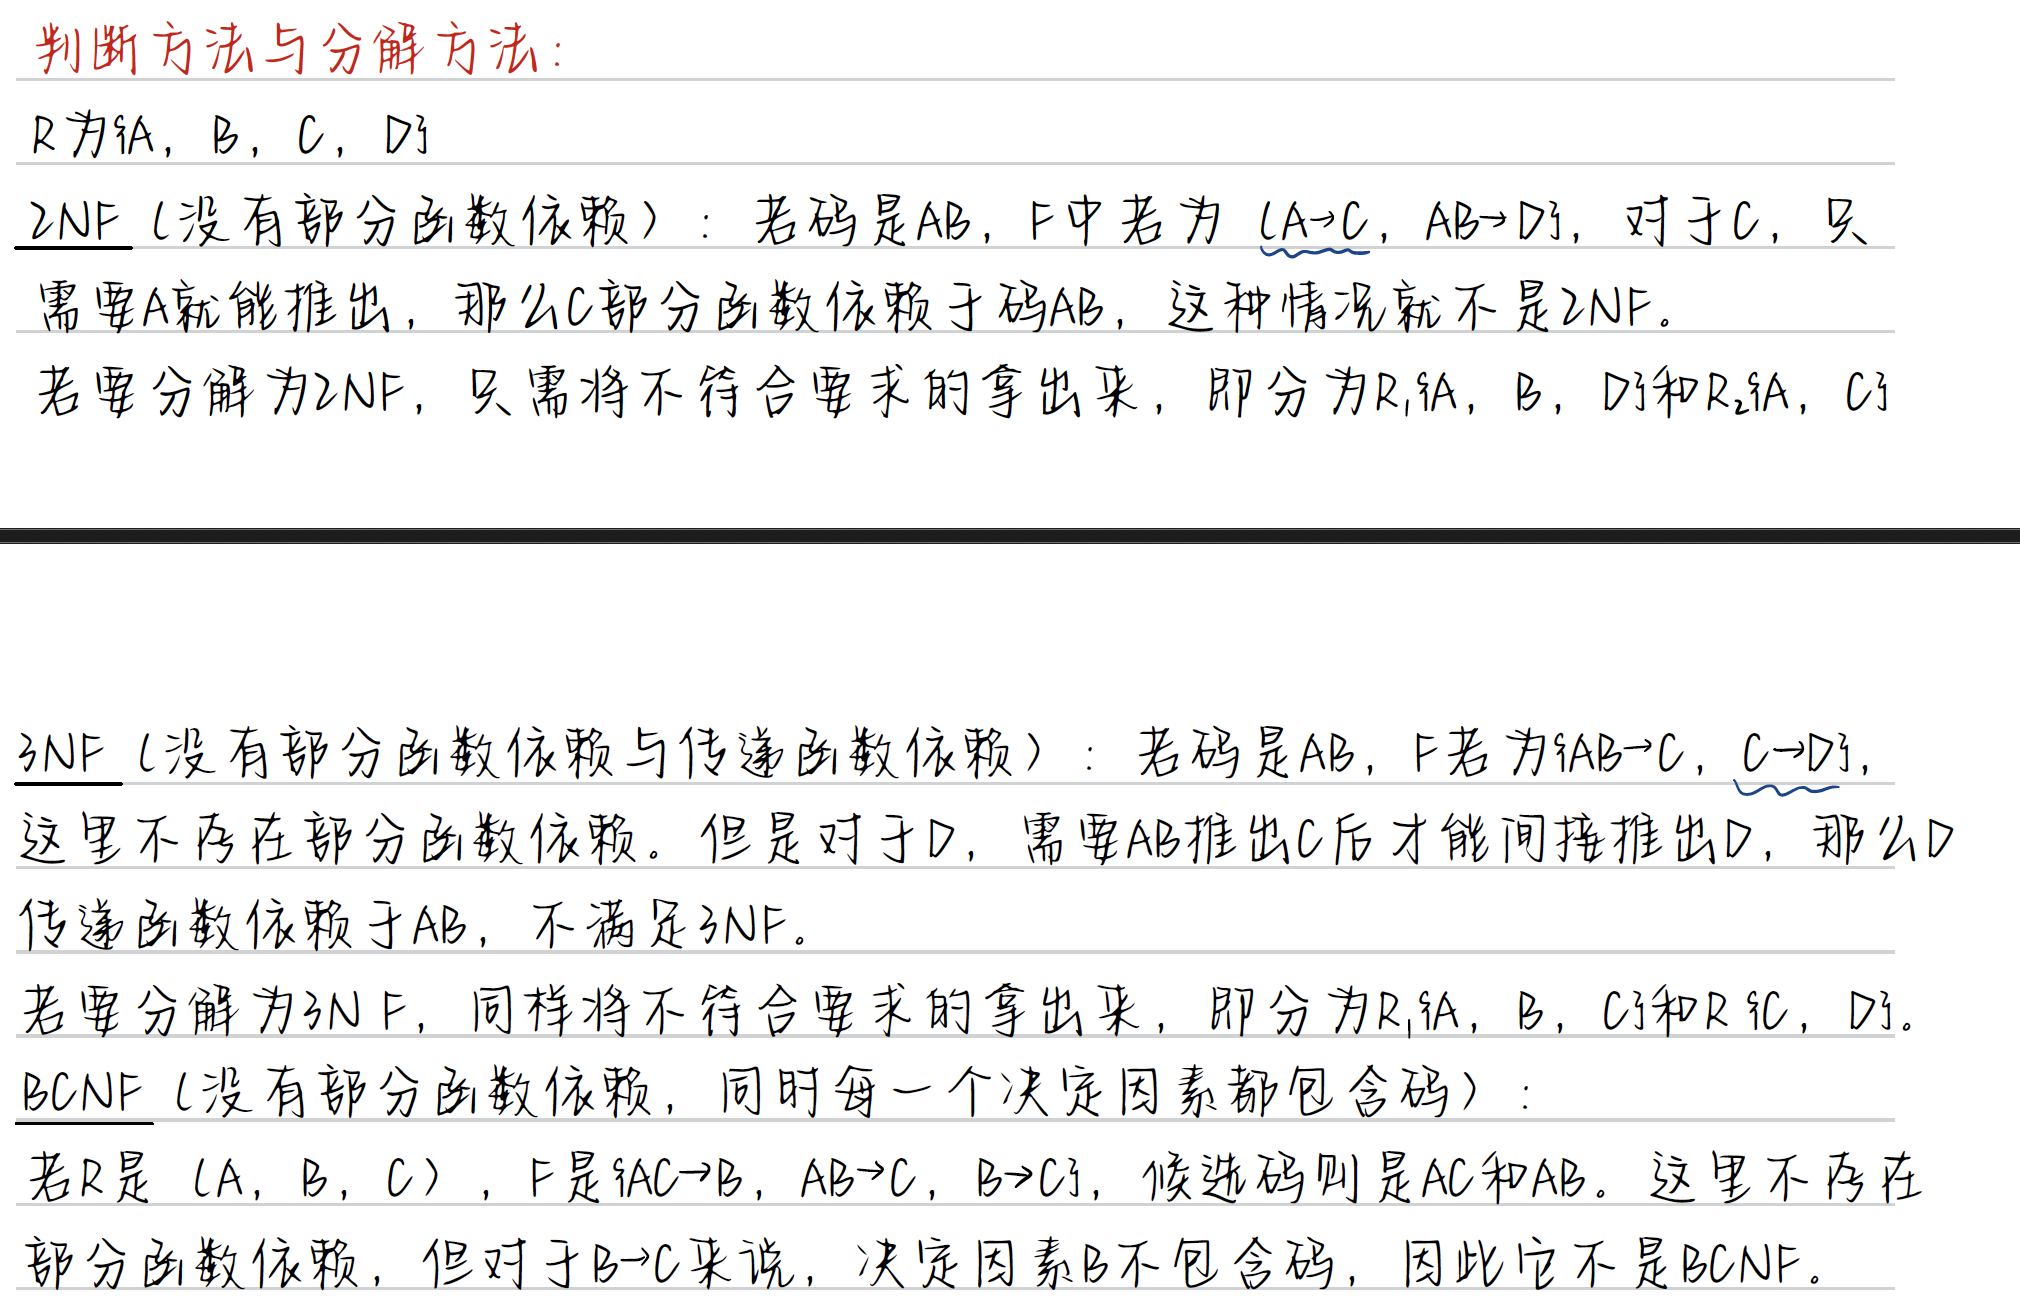 判断方法与分解方法：
R为{A，B，C，D}
2NF（没有部分函数依赖）：若码是AB，F中若为（A→C，AB→D}，对于C，只
需要A就能推出，那么C部分函数依赖于码AB，这种情况就不是2NF。
若要分解为2NF，只需将不符合要求的拿出来，即分为R₁{A，B，D}和R₂{A，C}
3NF（没有部分函数依赖与传递函数依赖）：若码是AB，F若为{AB→C，C→D}，
这里不存在部分函数依赖。但是对于D，需要AB推出C后才能间接推出D，那么D
传递函数依赖于AB，不满足3NF。
若要分解为3NF，同样将不符合要求的拿出来，即分为R₁{A，B，C}和R{C，D}。
BCNF（没有部分函数依赖，同时每一个决定因素都包含码）：
若R是（A，B，C），F是{AC→B，AB→C，B→C}，候选码则是AC和AB。这里不存在
部分函数依赖，但对于B→C来说，决定因素B不包含码，因此它不是BCNF。